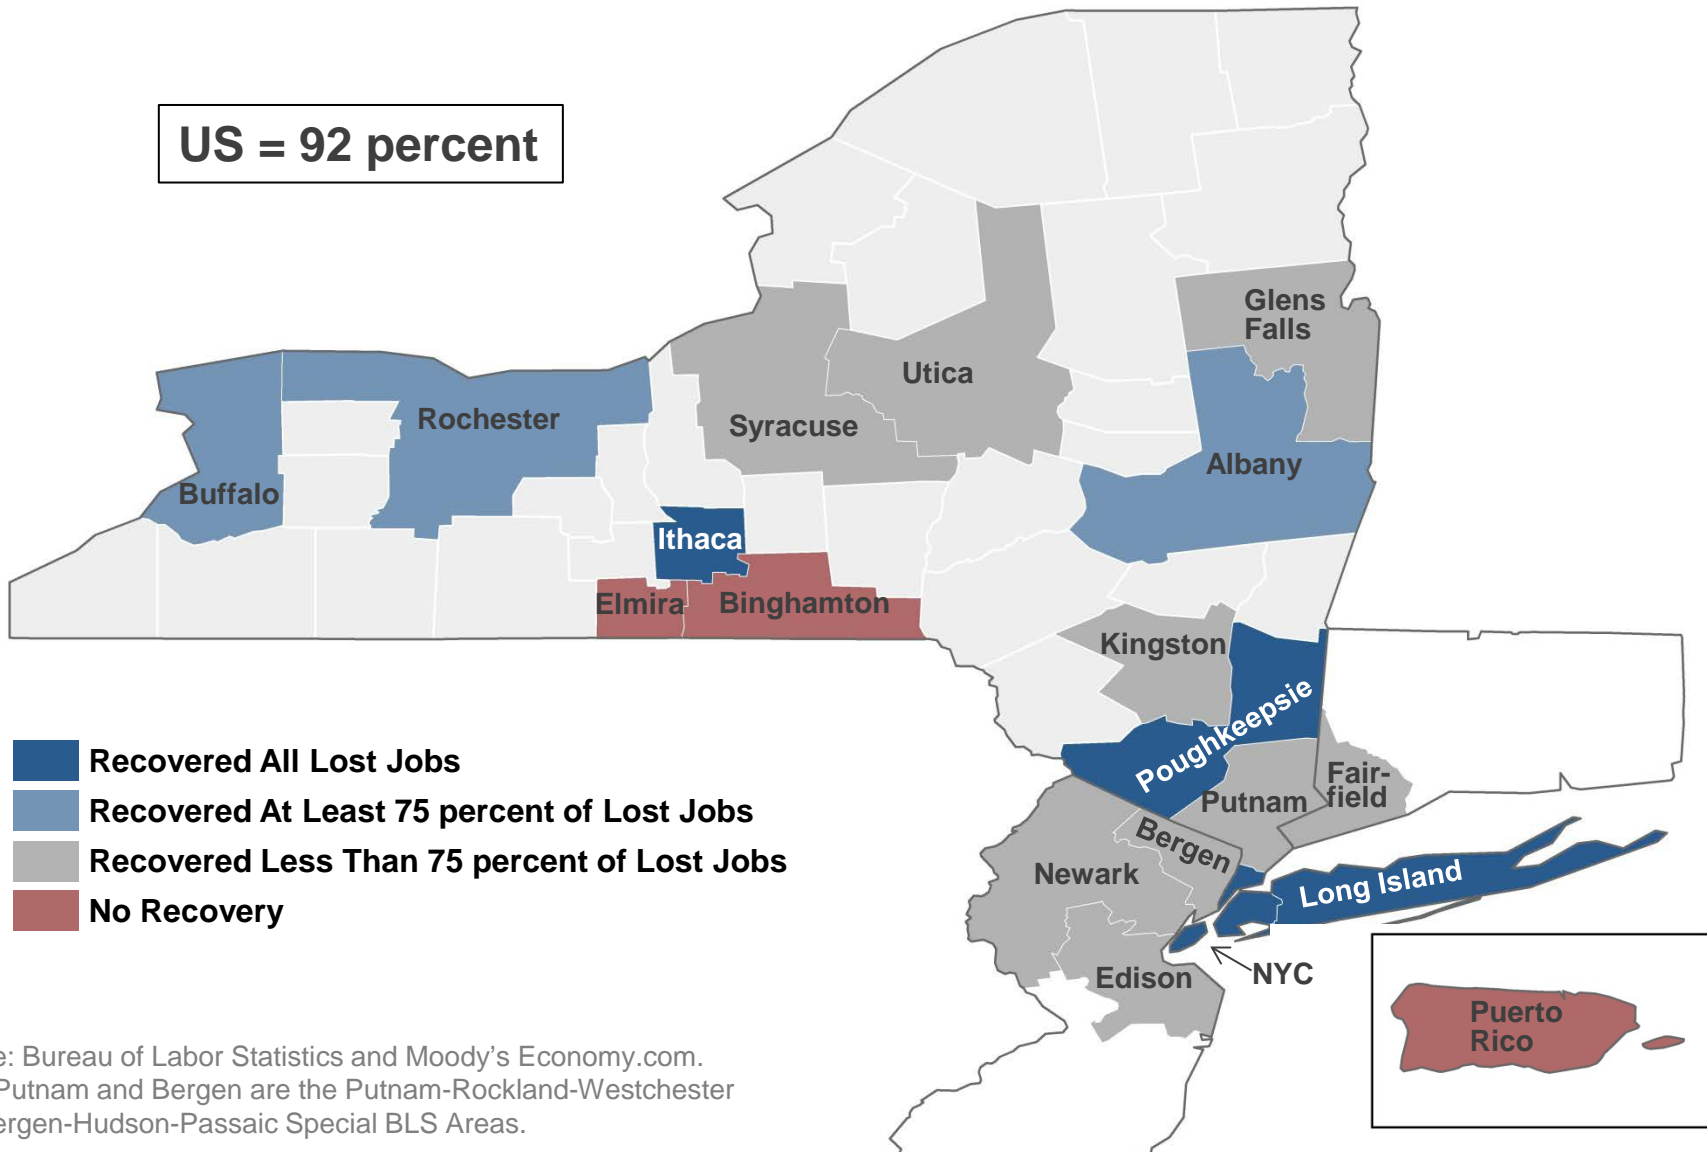 US = 92 percent
Glens
Falls
Utica
Rochester
Syracuse
Albany
Buffalo
Ithaca
Elmira
Binghamton
Kingston
Poughkeepsie
Recovered All Lost Jobs
Recovered At Least 75 percent of Lost Jobs
Recovered Less Than 75 percent of Lost Jobs
No Recovery
Fair-
field
Putnam
Bergen
Newark
Long Island
Edison
NYC
Puerto
Rico
e: Bureau of Labor Statistics and Moody's Economy.com.
Putnam and Bergen are the Putnam-Rockland-Westchester
ergen-Hudson-Passaic Special BLS Areas.